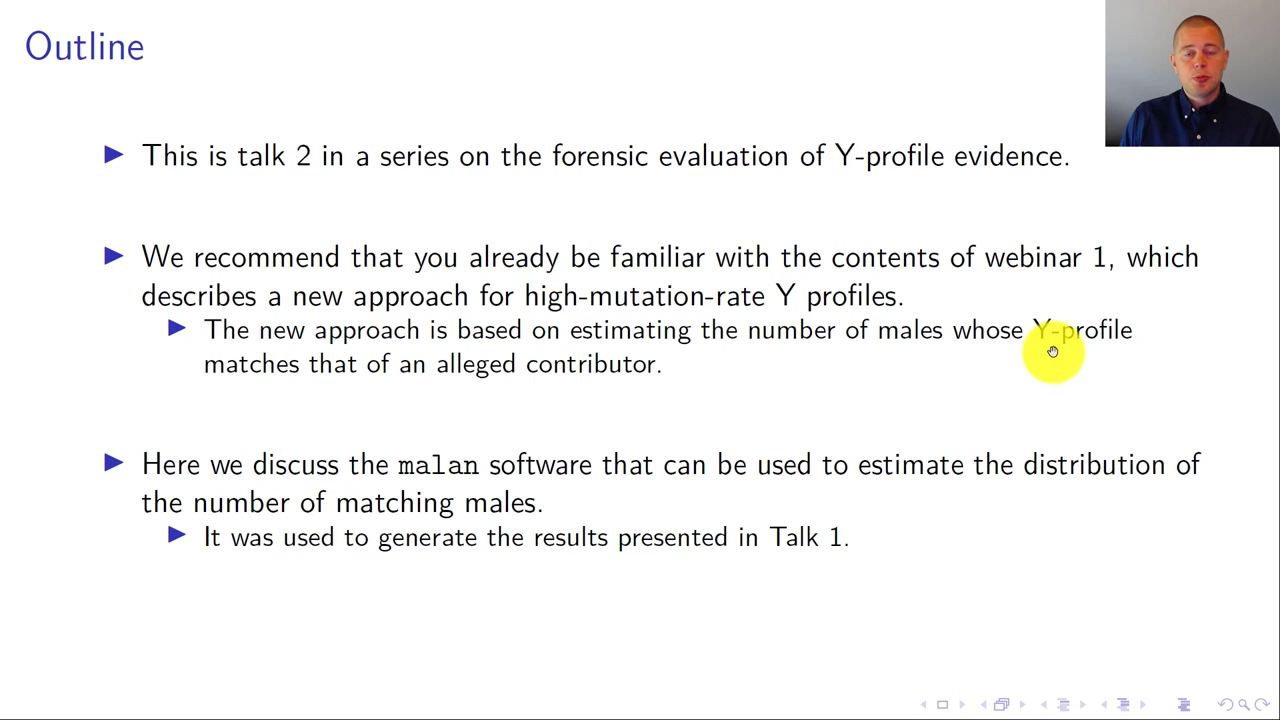 Outline
This is talk 2 in a series on the forensic evaluation of Y-profile evidence.
We recommend that you already be familiar with the contents of webinar 1, which
describes a new approach for high-mutation-rate Y profiles.
The new approach is based on estimating the number of males whose Y-profile
matches that of an alleged contributor.
Here we discuss the malan software that can be used to estimate the distribution of
the number of matching males.
It was used to generate the results presented in Talk 1.